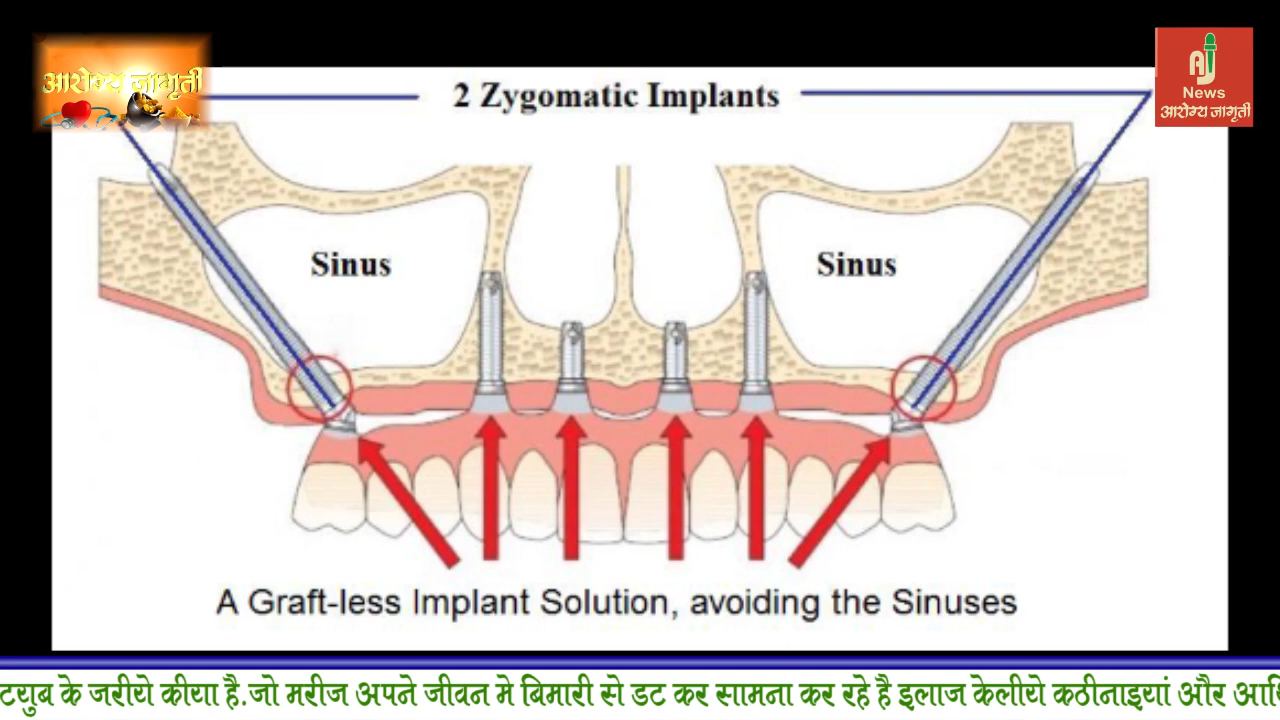 आरोग्य जागृती
2 Zygomatic Implants
AJ
News
आरोग्य जागृती
Sinus
Sinus
A Graft-less Implant Solution, avoiding the Sinuses
टयुब के जरीये कीया है.जो मरीज अपने जीवन मे बिमारी से डट कर सामना कर रहे है इलाज केलीये कठीनाइयां और